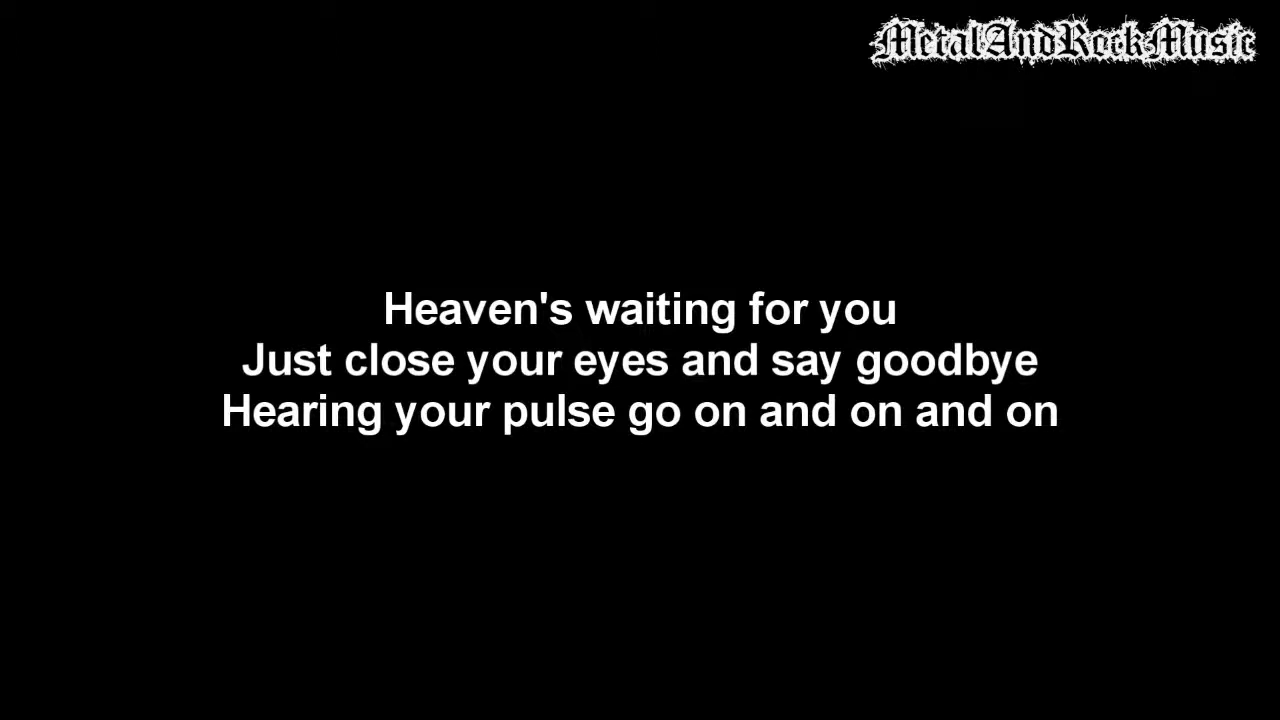 MetalAndRockMusic
Heaven's waiting for you
Just close your eyes and say goodbye
Hearing your pulse go on and on and on